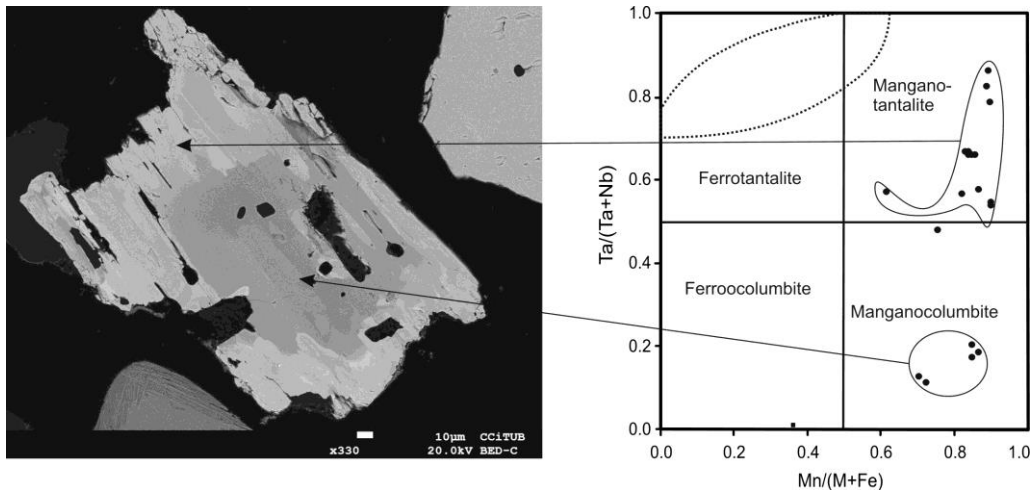 10µm CCiTUB
x330 20.0kV BED-C
Ta/(Ta+Nb)
1.0
0.8
0.6
0.4
0.2
0.0
Mangano-
tantalite
Ferrotantalite
Ferroocolumbite
Manganocolumbite
0.0 0.2 0.4 0.6 0.8 1.0
Mn/(M+Fe)